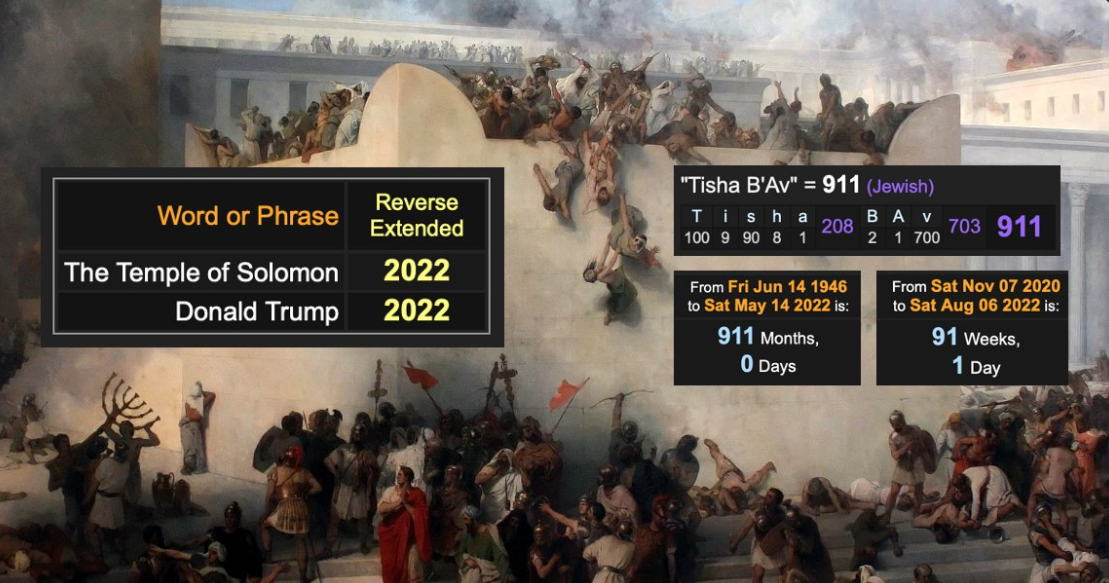 Word or Phrase
Reverse
Extended
The Temple of Solomon 2022
Donald Trump 2022
"Tisha B'Av" = 911 (Jewish)
T i s h a 208 B A v 703 911
100 9 90 8 1 2 1 700
From Fri Jun 14 1946
to Sat May 14 2022 is:
911 Months,
0 Days
From Sat Nov 07 2020
to Sat Aug 06 2022 is:
91 Weeks,
1 Day